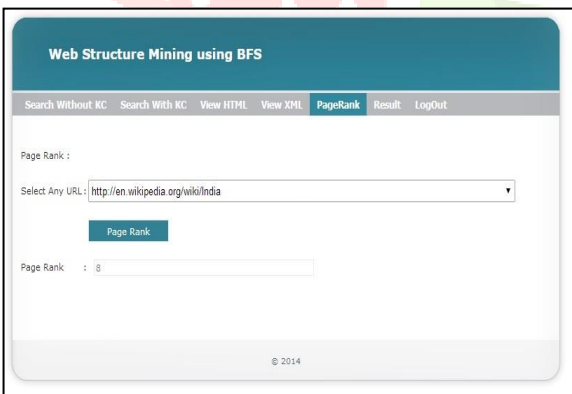 Web Structure Mining using BFS
Search Without KC Search With KC View HTML View XML PageRank Result LogOut
Page Rank :
Select Any URL : http://en.wikipedia.org/wiki/India
Page Rank
Page Rank : 8
© 2014